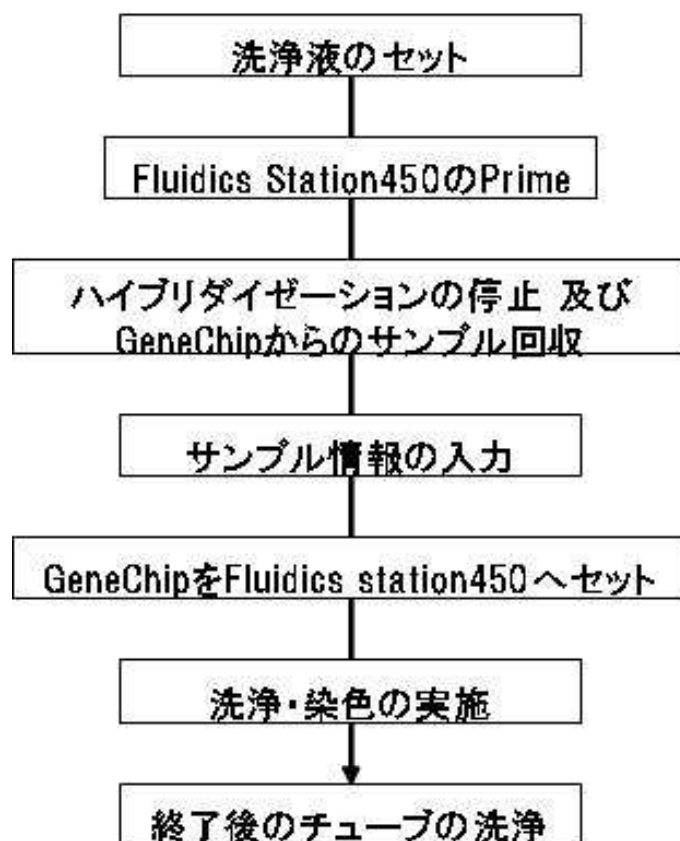 洗浄液のセット
Fluidics Station450のPrime
ハイブリダイゼーションの停止 及び
GeneChipからのサンプル回収
サンプル情報の入力
GeneChipをFluidics station450へセット
洗浄・染色の実施
終了後のチューブの洗浄